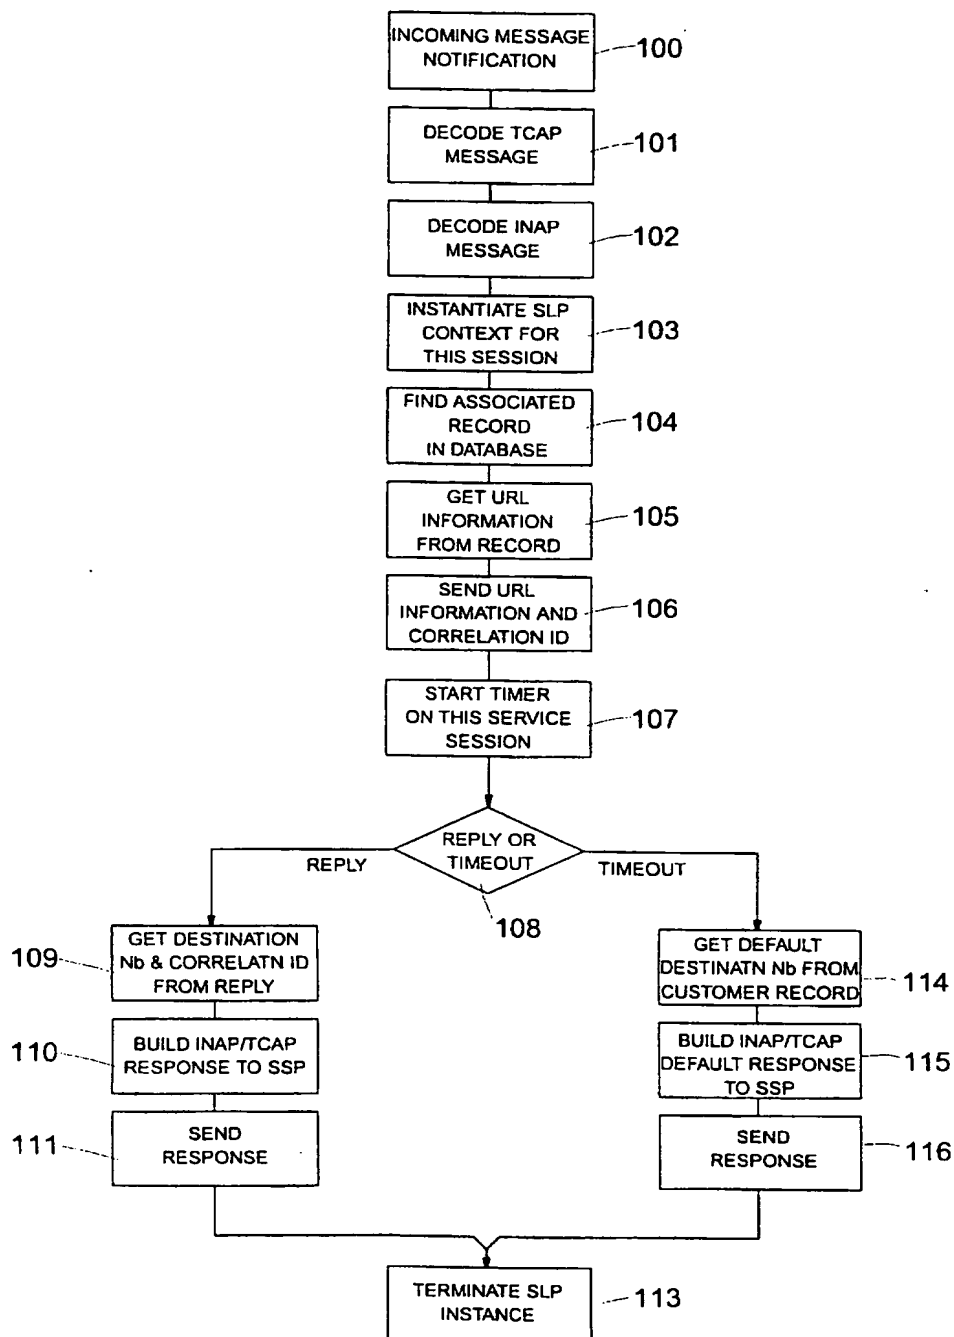 INCOMING MESSAGE
NOTIFICATION
100
DECODE TCAP
MESSAGE
101
DECODE INAP
MESSAGE
102
INSTANTIATE SLP
CONTEXT FOR
THIS SESSION
103
FIND ASSOCIATED
RECORD
IN DATABASE
104
GET URL
INFORMATION
FROM RECORD
105
SEND URL
INFORMATION AND
CORRELATION ID
106
START TIMER
ON THIS SERVICE
SESSION
107
REPLY OR
TIMEOUT
REPLY
TIMEOUT
108
109
GET DESTINATION
Nb & CORRELATN ID
FROM REPLY
GET DEFAULT
DESTINATN Nb FROM
CUSTOMER RECORD
114
110
BUILD INAP/TCAP
RESPONSE TO SSP
BUILD INAP/TCAP
DEFAULT RESPONSE
TO SSP
115
111
SEND
RESPONSE
SEND
RESPONSE
116
TERMINATE SLP
INSTANCE
113